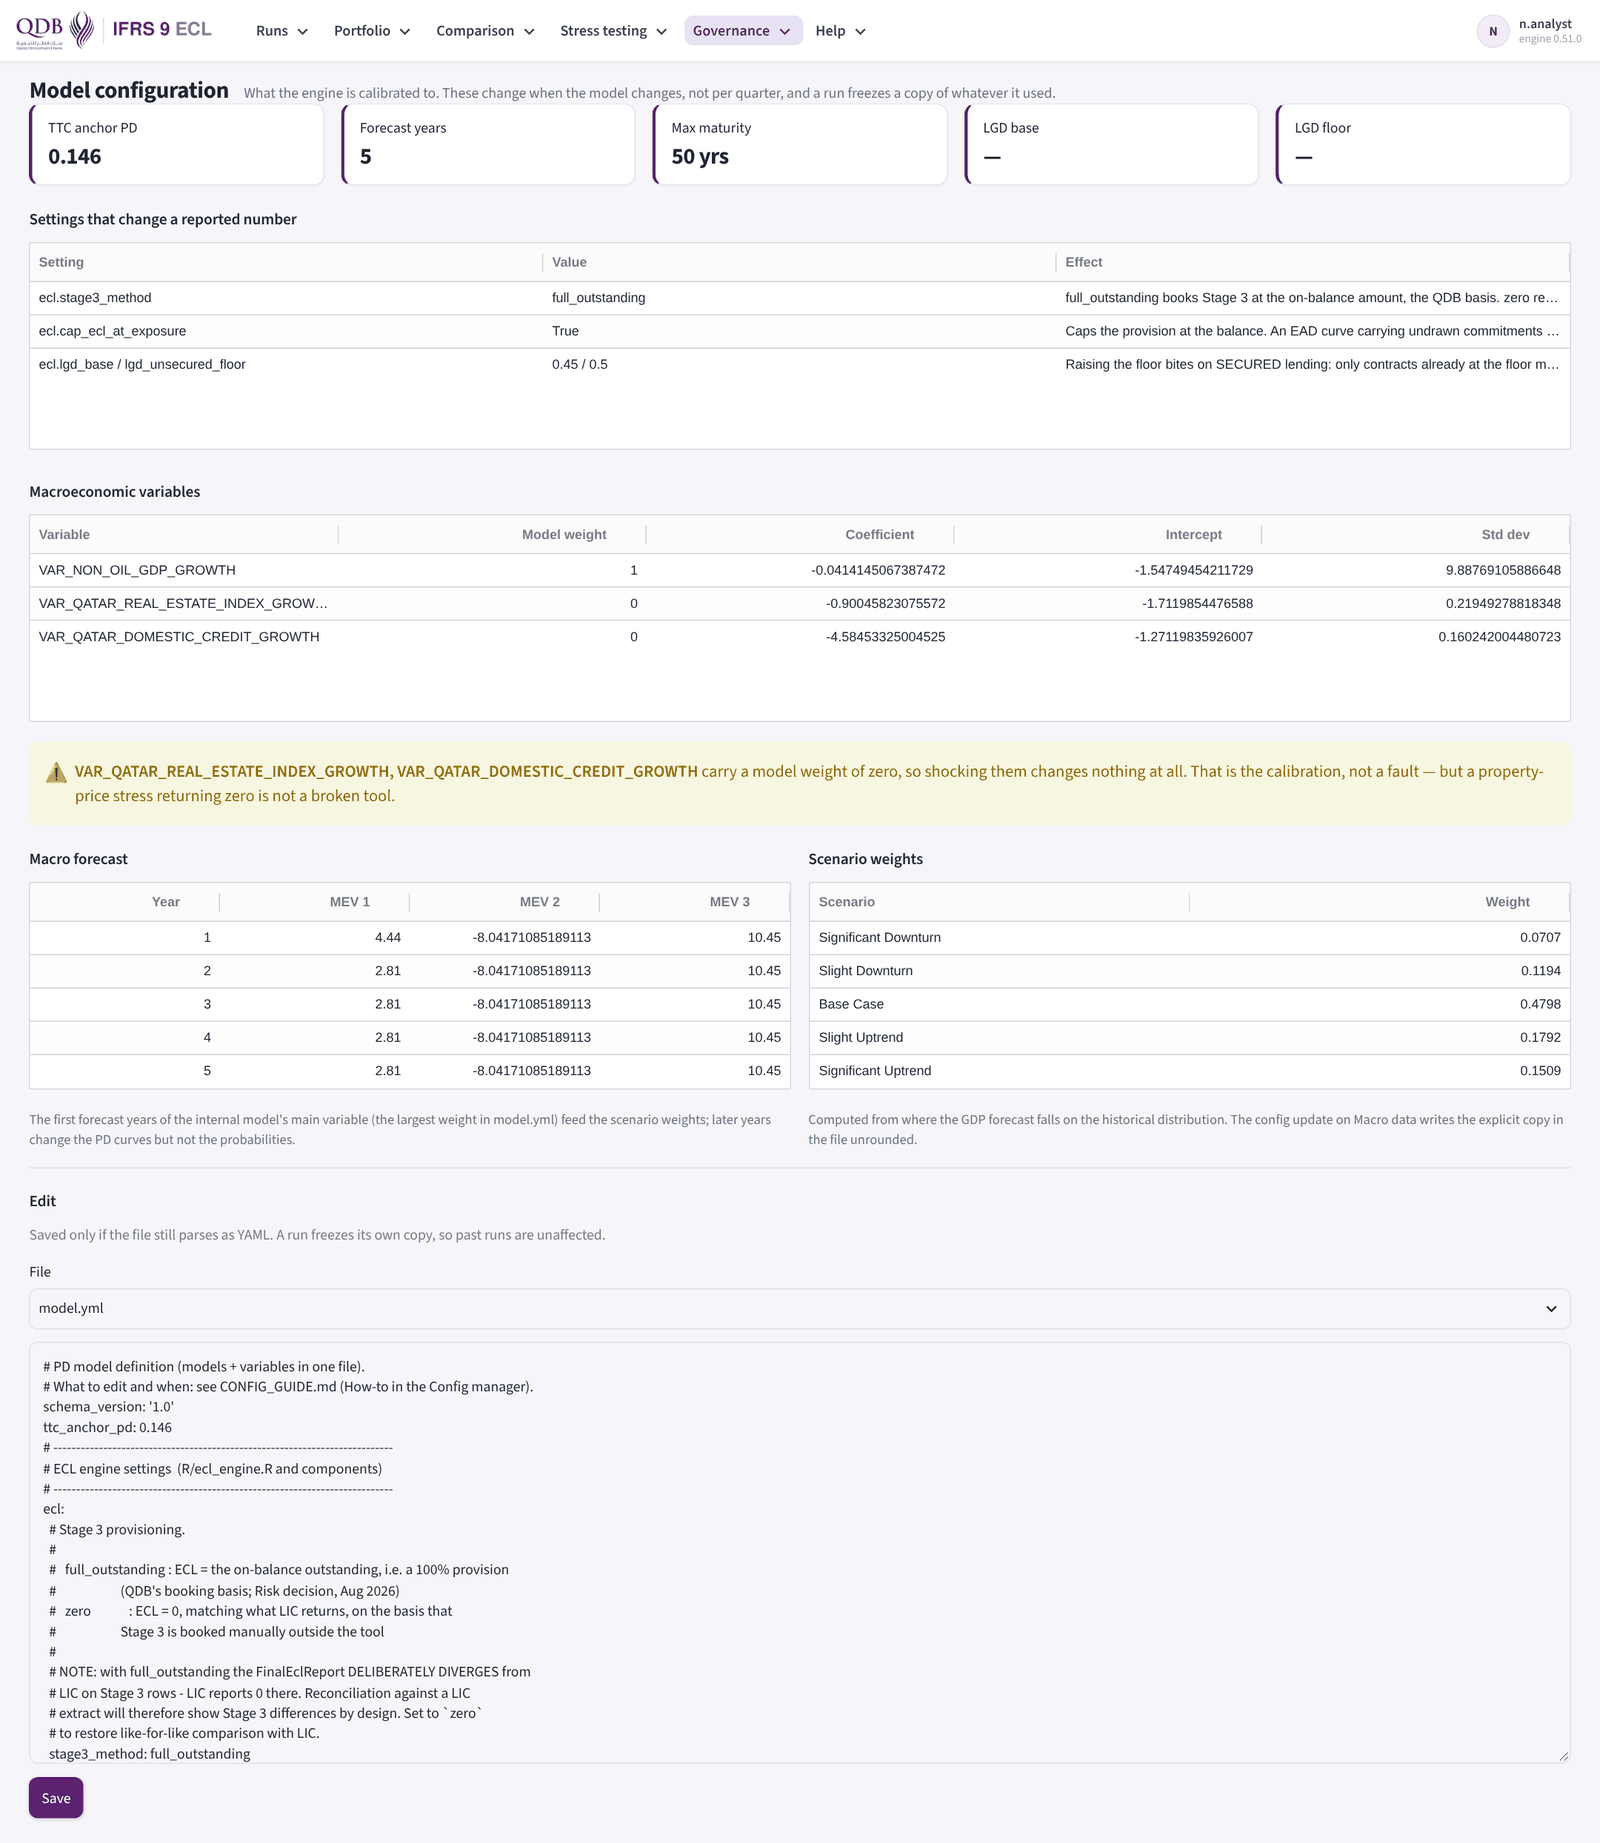 QDB
IFRS 9 ECL
Runs
Portfolio
Comparison
Stress testing
Governance
Help
N
n.analyst
engine 0.51.0
Model configuration
What the engine is calibrated to. These change when the model changes, not per quarter, and a run freezes a copy of whatever it used.
TTC anchor PD
0.146
Forecast years
5
Max maturity
50 yrs
LGD base
—
LGD floor
—
Settings that change a reported number
Setting Value Effect
ecl.stage3_method full_outstanding full_outstanding books Stage 3 at the on-balance amount, the QDB basis. zero re…
ecl.cap_ecl_at_exposure True Caps the provision at the balance. An EAD curve carrying undrawn commitments …
ecl.lgd_base / lgd_unsecured_floor 0.45 / 0.5 Raising the floor bites on SECURED lending: only contracts already at the floor m…
Macroeconomic variables
Variable Model weight Coefficient Intercept Std dev
VAR_NON_OIL_GDP_GROWTH 1 -0.0414145067387472 -1.54749454211729 9.88769105886648
VAR_QATAR_REAL_ESTATE_INDEX_GROW… 0 -0.90045823075572 -1.7119854476588 0.21949278818348
VAR_QATAR_DOMESTIC_CREDIT_GROWTH 0 -4.58453325004525 -1.27119835926007 0.160242004480723
VAR_QATAR_REAL_ESTATE_INDEX_GROWTH, VAR_QATAR_DOMESTIC_CREDIT_GROWTH carry a model weight of zero, so shocking them changes nothing at all. That is the calibration, not a fault — but a property-
price stress returning zero is not a broken tool.
Macro forecast
Year MEV 1 MEV 2 MEV 3
1 4.44 -8.04171085189113 10.45
2 2.81 -8.04171085189113 10.45
3 2.81 -8.04171085189113 10.45
4 2.81 -8.04171085189113 10.45
5 2.81 -8.04171085189113 10.45
The first forecast years of the internal model's main variable (the largest weight in model.yml) feed the scenario weights; later years
change the PD curves but not the probabilities.
Scenario weights
Scenario Weight
Significant Downturn 0.0707
Slight Downturn 0.1194
Base Case 0.4798
Slight Uptrend 0.1792
Significant Uptrend 0.1509
Computed from where the GDP forecast falls on the historical distribution. The config update on Macro data writes the explicit copy in
the file unrounded.
Edit
Saved only if the file still parses as YAML. A run freezes its own copy, so past runs are unaffected.
File
model.yml
# PD model definition (models + variables in one file).
# What to edit and when: see CONFIG_GUIDE.md (How-to in the Config manager).
schema_version: '1.0'
ttc_anchor_pd: 0.146
# ---------------------------------------------------------------------------
# ECL engine settings (R/ecl_engine.R and components)
# ---------------------------------------------------------------------------
ecl:
# Stage 3 provisioning.
#
# full_outstanding : ECL = the on-balance outstanding, i.e. a 100% provision
# (QDB's booking basis; Risk decision, Aug 2026)
# zero : ECL = 0, matching what LIC returns, on the basis that
# Stage 3 is booked manually outside the tool
#
# NOTE: with full_outstanding the FinalEclReport DELIBERATELY DIVERGES from
# LIC on Stage 3 rows - LIC reports 0 there. Reconciliation against a LIC
# extract will therefore show Stage 3 differences by design. Set to `zero`
# to restore like-for-like comparison with LIC.
stage3_method: full_outstanding
Save